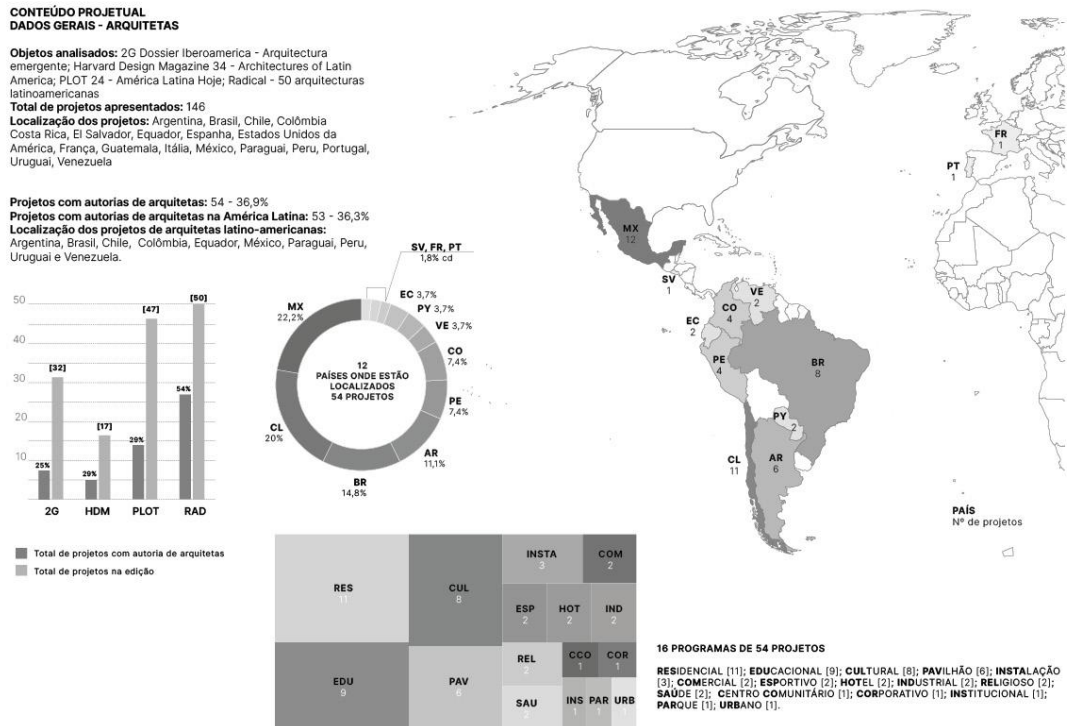 CONTEÚDO PROJETUAL
DADOS GERAIS - ARQUITETAS
Objetos analisados: 2G Dossier Iberoamerica - Arquitectura
emergente; Harvard Design Magazine 34 - Architectures of Latin
America; PLOT 24 - América Latina Hoje; Radical - 50 arquitecturas
latinoamericanas
Total de projetos apresentados: 146
Localização dos projetos: Argentina, Brasil, Chile, Colômbia
Costa Rica, El Salvador, Equador, Espanha, Estados Unidos da
América, França, Guatemala, Itália, México, Paraguai, Peru, Portugal,
Uruguai, Venezuela
Projetos com autorias de arquitetas: 54 - 36,9%
Projetos com autorias de arquitetas na América Latina: 53 - 36,3%
Localização dos projetos de arquitetas latino-americanas:
Argentina, Brasil, Chile, Colômbia, Equador, México, Paraguai, Peru,
Uruguai e Venezuela.
50
40
30
20
10
[32]
25%
2G
[17]
29%
HDM
[47]
29%
PLOT
[50]
54%
RAD
Total de projetos com autoria de arquitetas
Total de projetos na edição
SV, FR, PT
1,8% cd
EC 3,7%
PY 3,7%
VE 3,7%
CO
7,4%
PE
7,4%
AR
11,1%
BR
14,8%
CL
20%
MX
22,2%
12
PAÍSES ONDE ESTÃO
LOCALIZADOS
54 PROJETOS
FR
1
PT
1
MX
12
SV
1
VE
2
CO
4
EC
2
PE
4
BR
8
PY
2
CL
11
AR
6
PAÍS
Nº de projetos
RES
11
CUL
8
INSTA
3
COM
2
ESP
2
HOT
2
IND
2
EDU
9
PAV
6
REL
2
CCO
1
COR
1
SAU
2
INS
1
PAR
1
URB
1
16 PROGRAMAS DE 54 PROJETOS
RESIDENCIAL [11]; EDUCACIONAL [9]; CULTURAL [8]; PAVILHÃO [6]; INSTALAÇÃO
[3]; COMERCIAL [2]; ESPORTIVO [2]; HOTEL [2]; INDUSTRIAL [2]; RELIGIOSO [2];
SAÚDE [2]; CENTRO COMUNITÁRIO [1]; CORPORATIVO [1]; INSTITUCIONAL [1];
PARQUE [1]; URBANO [1].